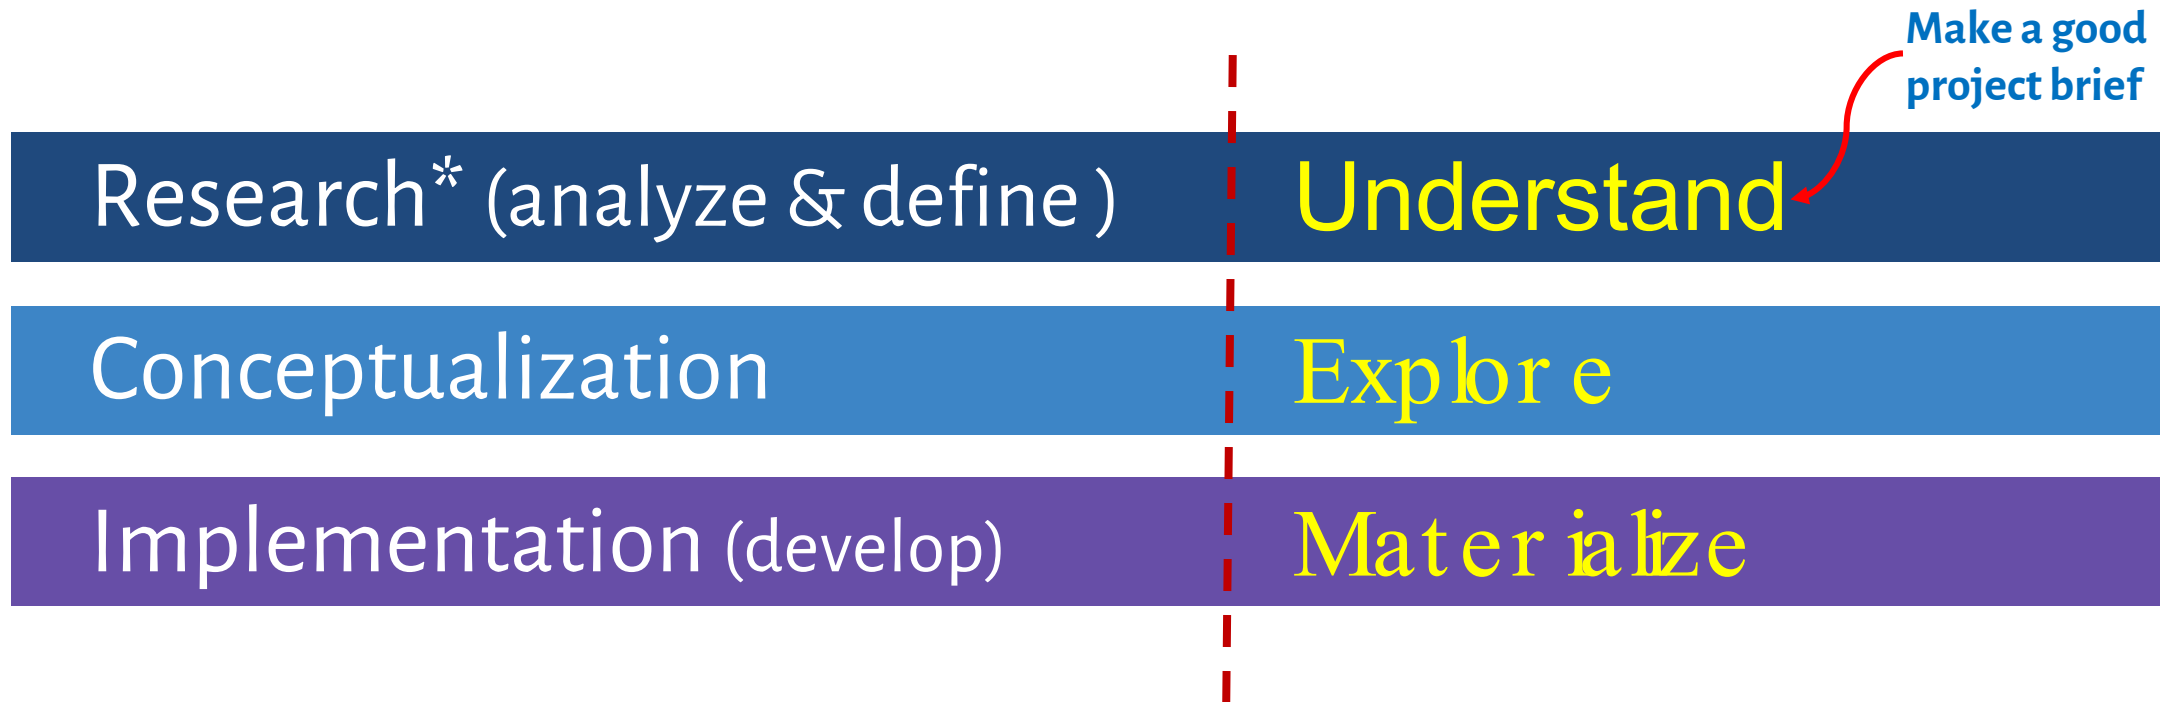 Make a good
project brief
Research* (analyze & define ) Understand
Conceptualization Explore
Implementation (develop) Materialize